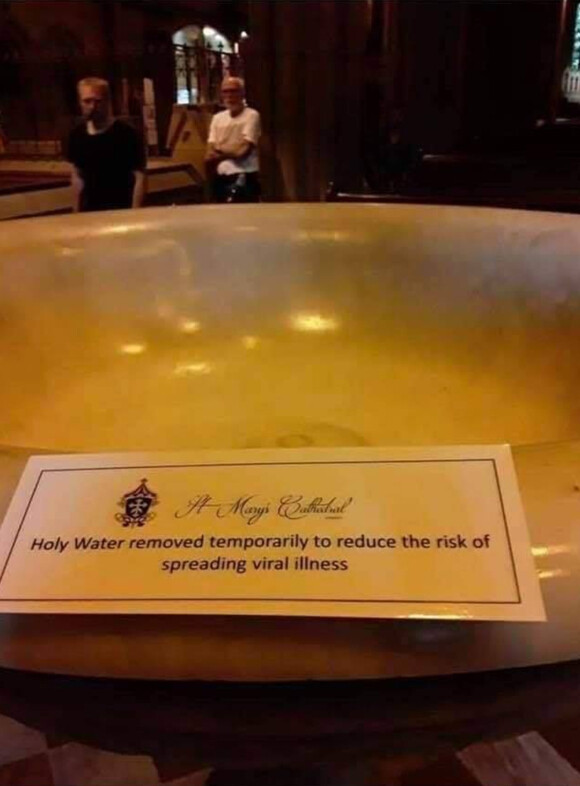 St Mary's Cathedral
Holy Water removed temporarily to reduce the risk of
spreading viral illness